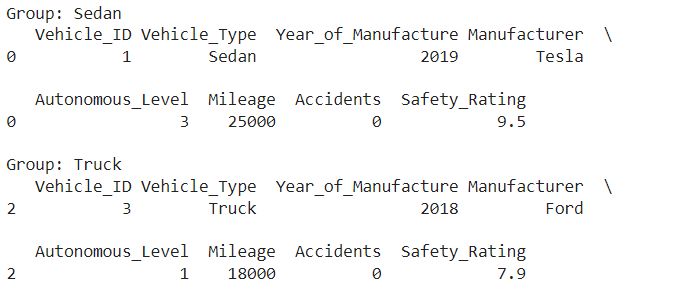 Group: Sedan
   Vehicle_ID Vehicle_Type  Year_of_Manufacture Manufacturer  \
0           1        Sedan                 2019        Tesla

   Autonomous_Level  Mileage  Accidents  Safety_Rating
0                 3    25000          0            9.5

Group: Truck
   Vehicle_ID Vehicle_Type  Year_of_Manufacture Manufacturer  \
2           3        Truck                 2018         Ford

   Autonomous_Level  Mileage  Accidents  Safety_Rating
2                 1    18000          0            7.9